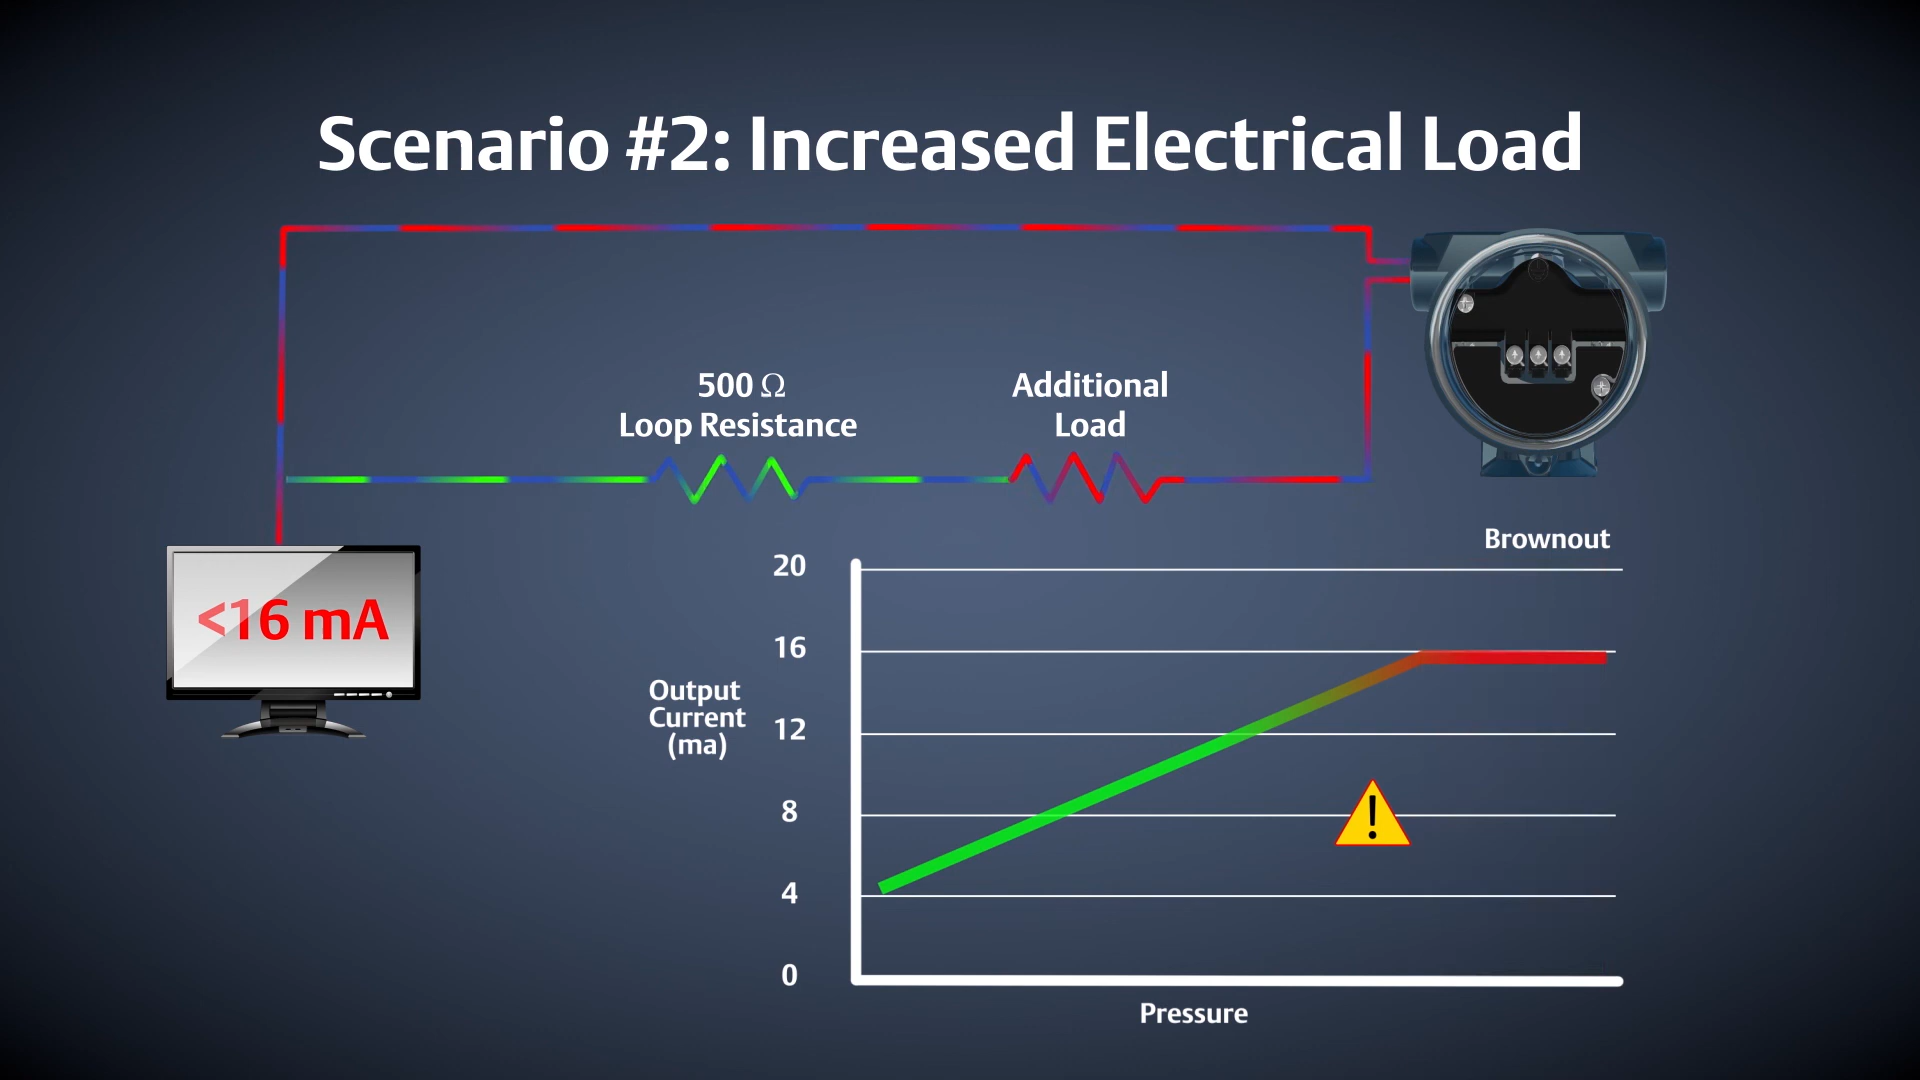 Scenario #2: Increased Electrical Load
500 Ω
Loop Resistance
Additional
Load
<16 mA
Brownout
20
16
12
8
4
0
Output
Current
(ma)
!
Pressure